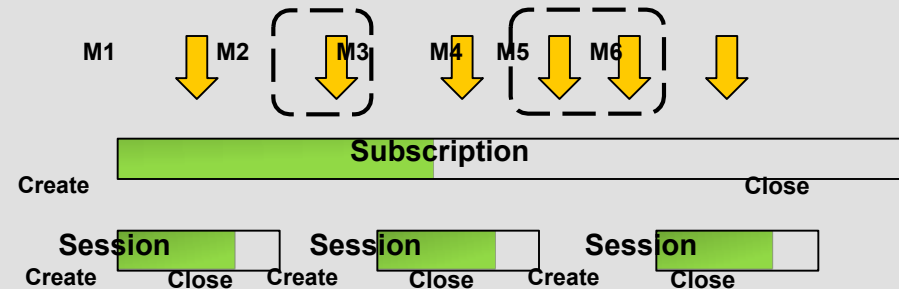 M1 M2 M3 M4 M5 M6
Subscription
Create Close
Session Session Session
Create Close Create Close Create Close